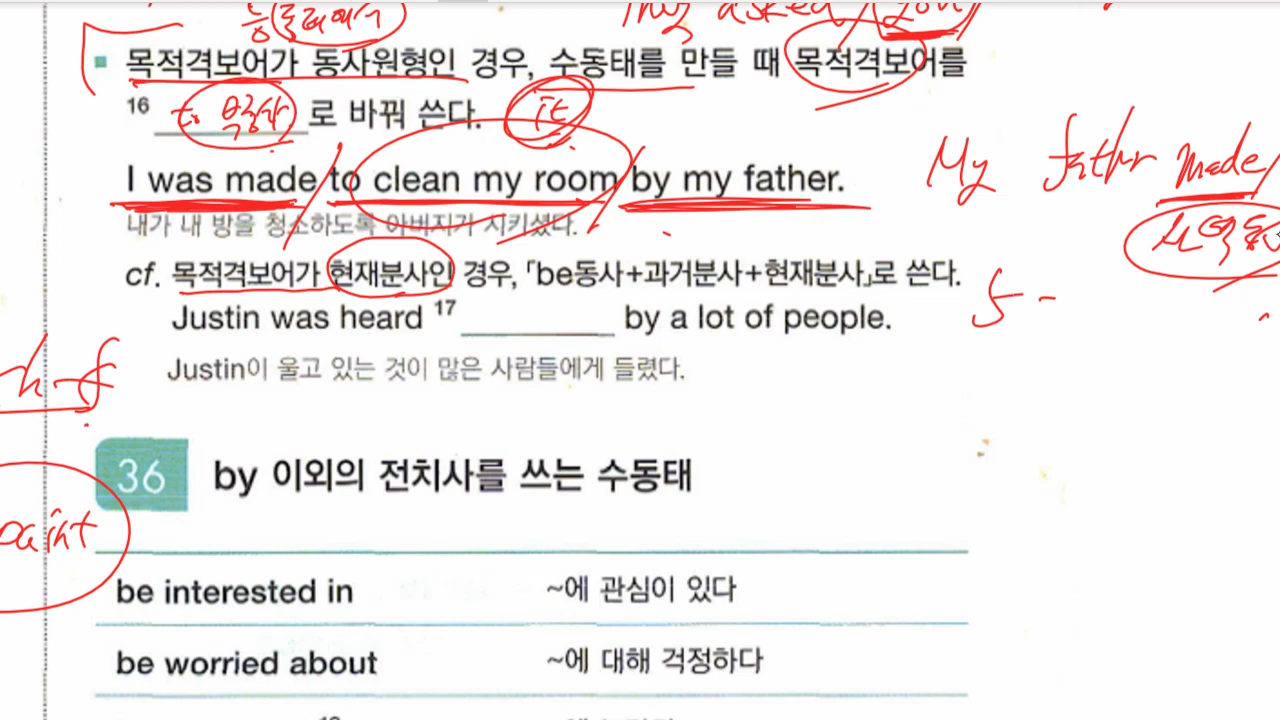 They asked you
■ 목적격보어가 동사원형인 경우, 수동태를 만들 때 목적격보어를
16 to 부정사 로 바꿔 쓴다.
I was made to clean my room by my father.
My father made
내가 내 방을 청소하도록 아버지가 시키셨다.
사역동
cf. 목적격보어가 현재분사인 경우, 「be동사+과거분사+현재분사」로 쓴다.
5 -
Justin was heard 17 ________ by a lot of people.
Justin이 울고 있는 것이 많은 사람들에게 들렸다.
36 by 이외의 전치사를 쓰는 수동태
paint
be interested in ~에 관심이 있다
be worried about ~에 대해 걱정하다